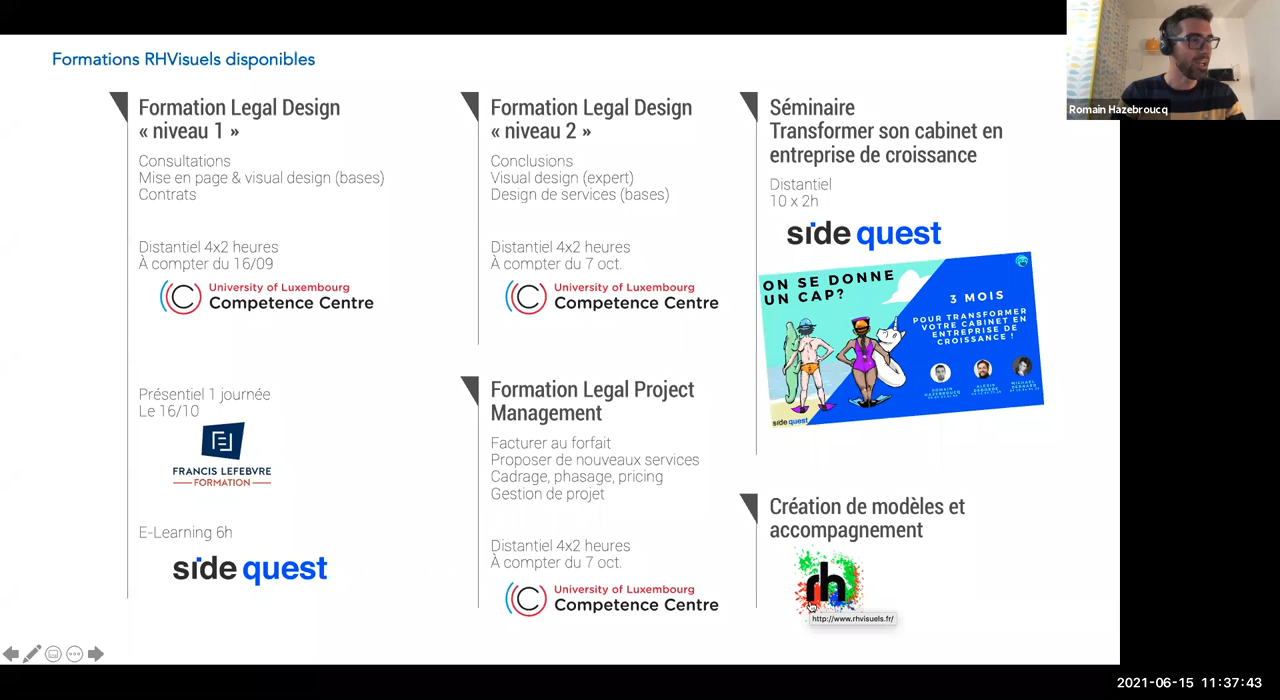 Formations RHVisuels disponibles
Formation Legal Design
« niveau 1 »
Consultations
Mise en page & visual design (bases)
Contrats
Distantiel 4x2 heures
À compter du 16/09
University of Luxembourg
Competence Centre
Présentiel 1 journée
Le 16/10
FRANCIS LEFEBVRE
FORMATION
E-Learning 6h
side quest
Formation Legal Design
« niveau 2 »
Conclusions
Visual design (expert)
Design de services (bases)
Distantiel 4x2 heures
À compter du 7 oct.
University of Luxembourg
Competence Centre
Formation Legal Project
Management
Facturer au forfait
Proposer de nouveaux services
Cadrage, phasage, pricing
Gestion de projet
Distantiel 4x2 heures
À compter du 7 oct.
University of Luxembourg
Competence Centre
Séminaire
Transformer son cabinet en
entreprise de croissance
Distantiel
10 x 2h
side quest
ON SE DONNE
UN CAP?
3 MOIS
POUR TRANSFORMER
VOTRE CABINET EN
ENTREPRISE DE
CROISSANCE !
side quest
Création de modèles et
accompagnement
rh
http://www.rhvisuels.fr/
Romain Hazebroucq
2021-06-15 11:37:43